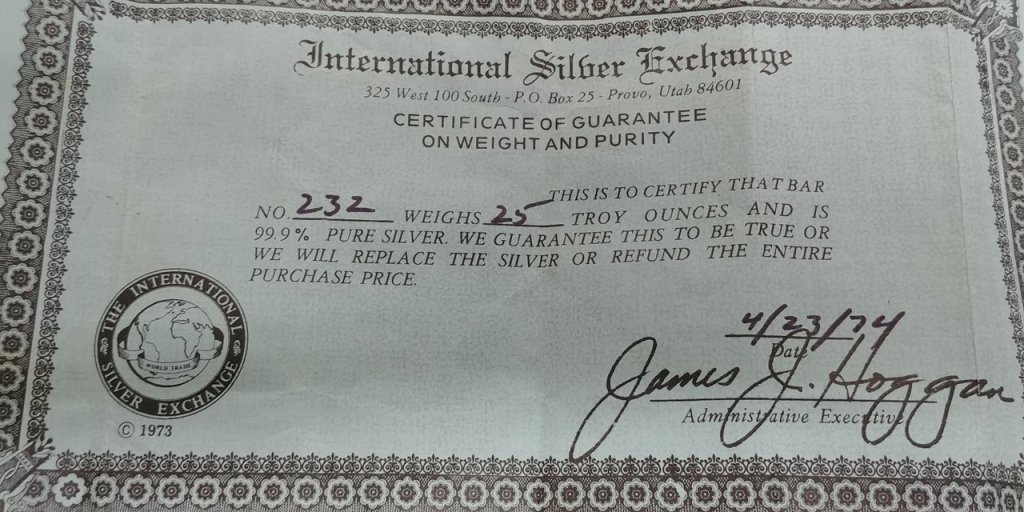 International Silver Exchange
325 West 100 South - P.O. Box 25 - Provo, Utah 84601
CERTIFICATE OF GUARANTEE
ON WEIGHT AND PURITY
THIS IS TO CERTIFY THAT BAR
NO. 232 WEIGHS 25 TROY OUNCES AND IS
99.9% PURE SILVER. WE GUARANTEE THIS TO BE TRUE OR
WE WILL REPLACE THE SILVER OR REFUND THE ENTIRE
PURCHASE PRICE.
THE INTERNATIONAL
WORLD TRADE
SILVER EXCHANGE
© 1973
4/23/74
Date
James J. Hoggan
Administrative Executive